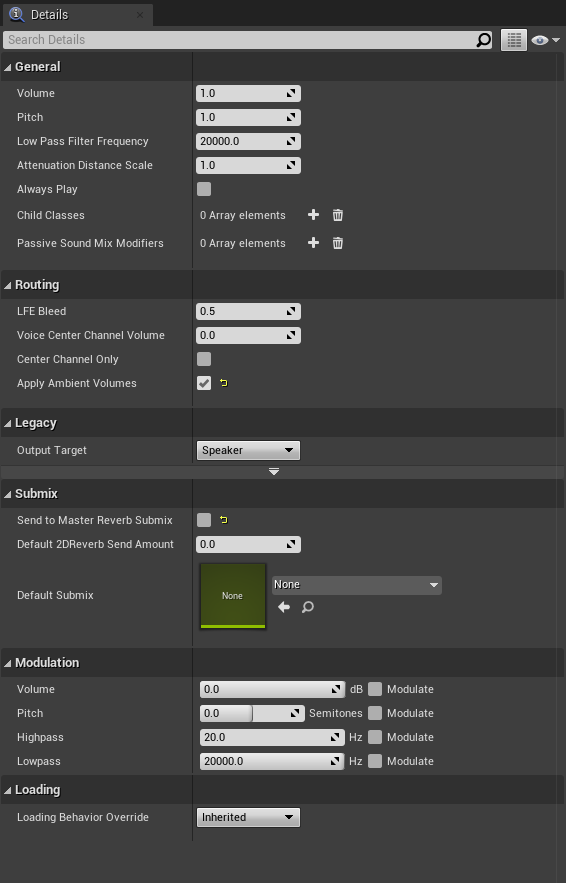 Details
Search Details
General
Volume 1.0
Pitch 1.0
Low Pass Filter Frequency 20000.0
Attenuation Distance Scale 1.0
Always Play
Child Classes 0 Array elements
Passive Sound Mix Modifiers 0 Array elements
Routing
LFE Bleed 0.5
Voice Center Channel Volume 0.0
Center Channel Only
Apply Ambient Volumes
Legacy
Output Target Speaker
Submix
Send to Master Reverb Submix
Default 2DReverb Send Amount 0.0
Default Submix None None
Modulation
Volume 0.0 dB Modulate
Pitch 0.0 Semitones Modulate
Highpass 20.0 Hz Modulate
Lowpass 20000.0 Hz Modulate
Loading
Loading Behavior Override Inherited